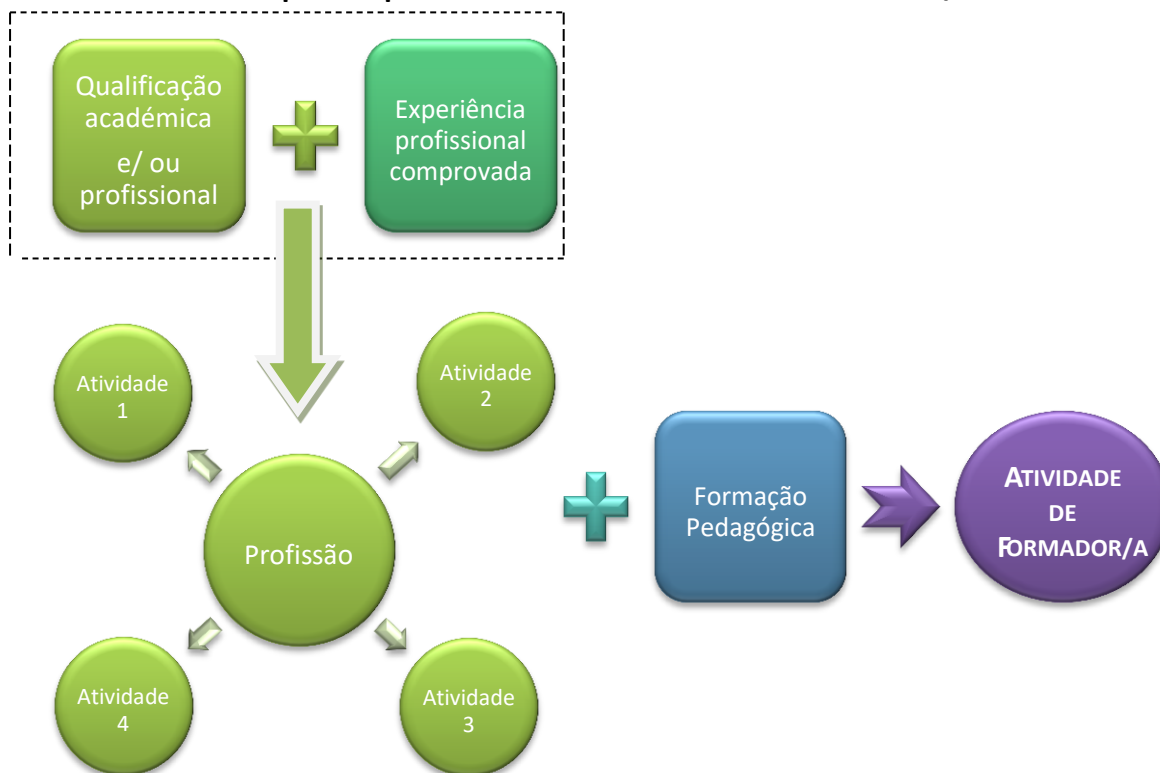 Qualificação
académica
e/ ou
profissional
Experiência
profissional
comprovada
Atividade
1
Atividade
2
Profissão
Atividade
4
Atividade
3
Formação
Pedagógica
ATIVIDADE
DE
FORMADOR/A